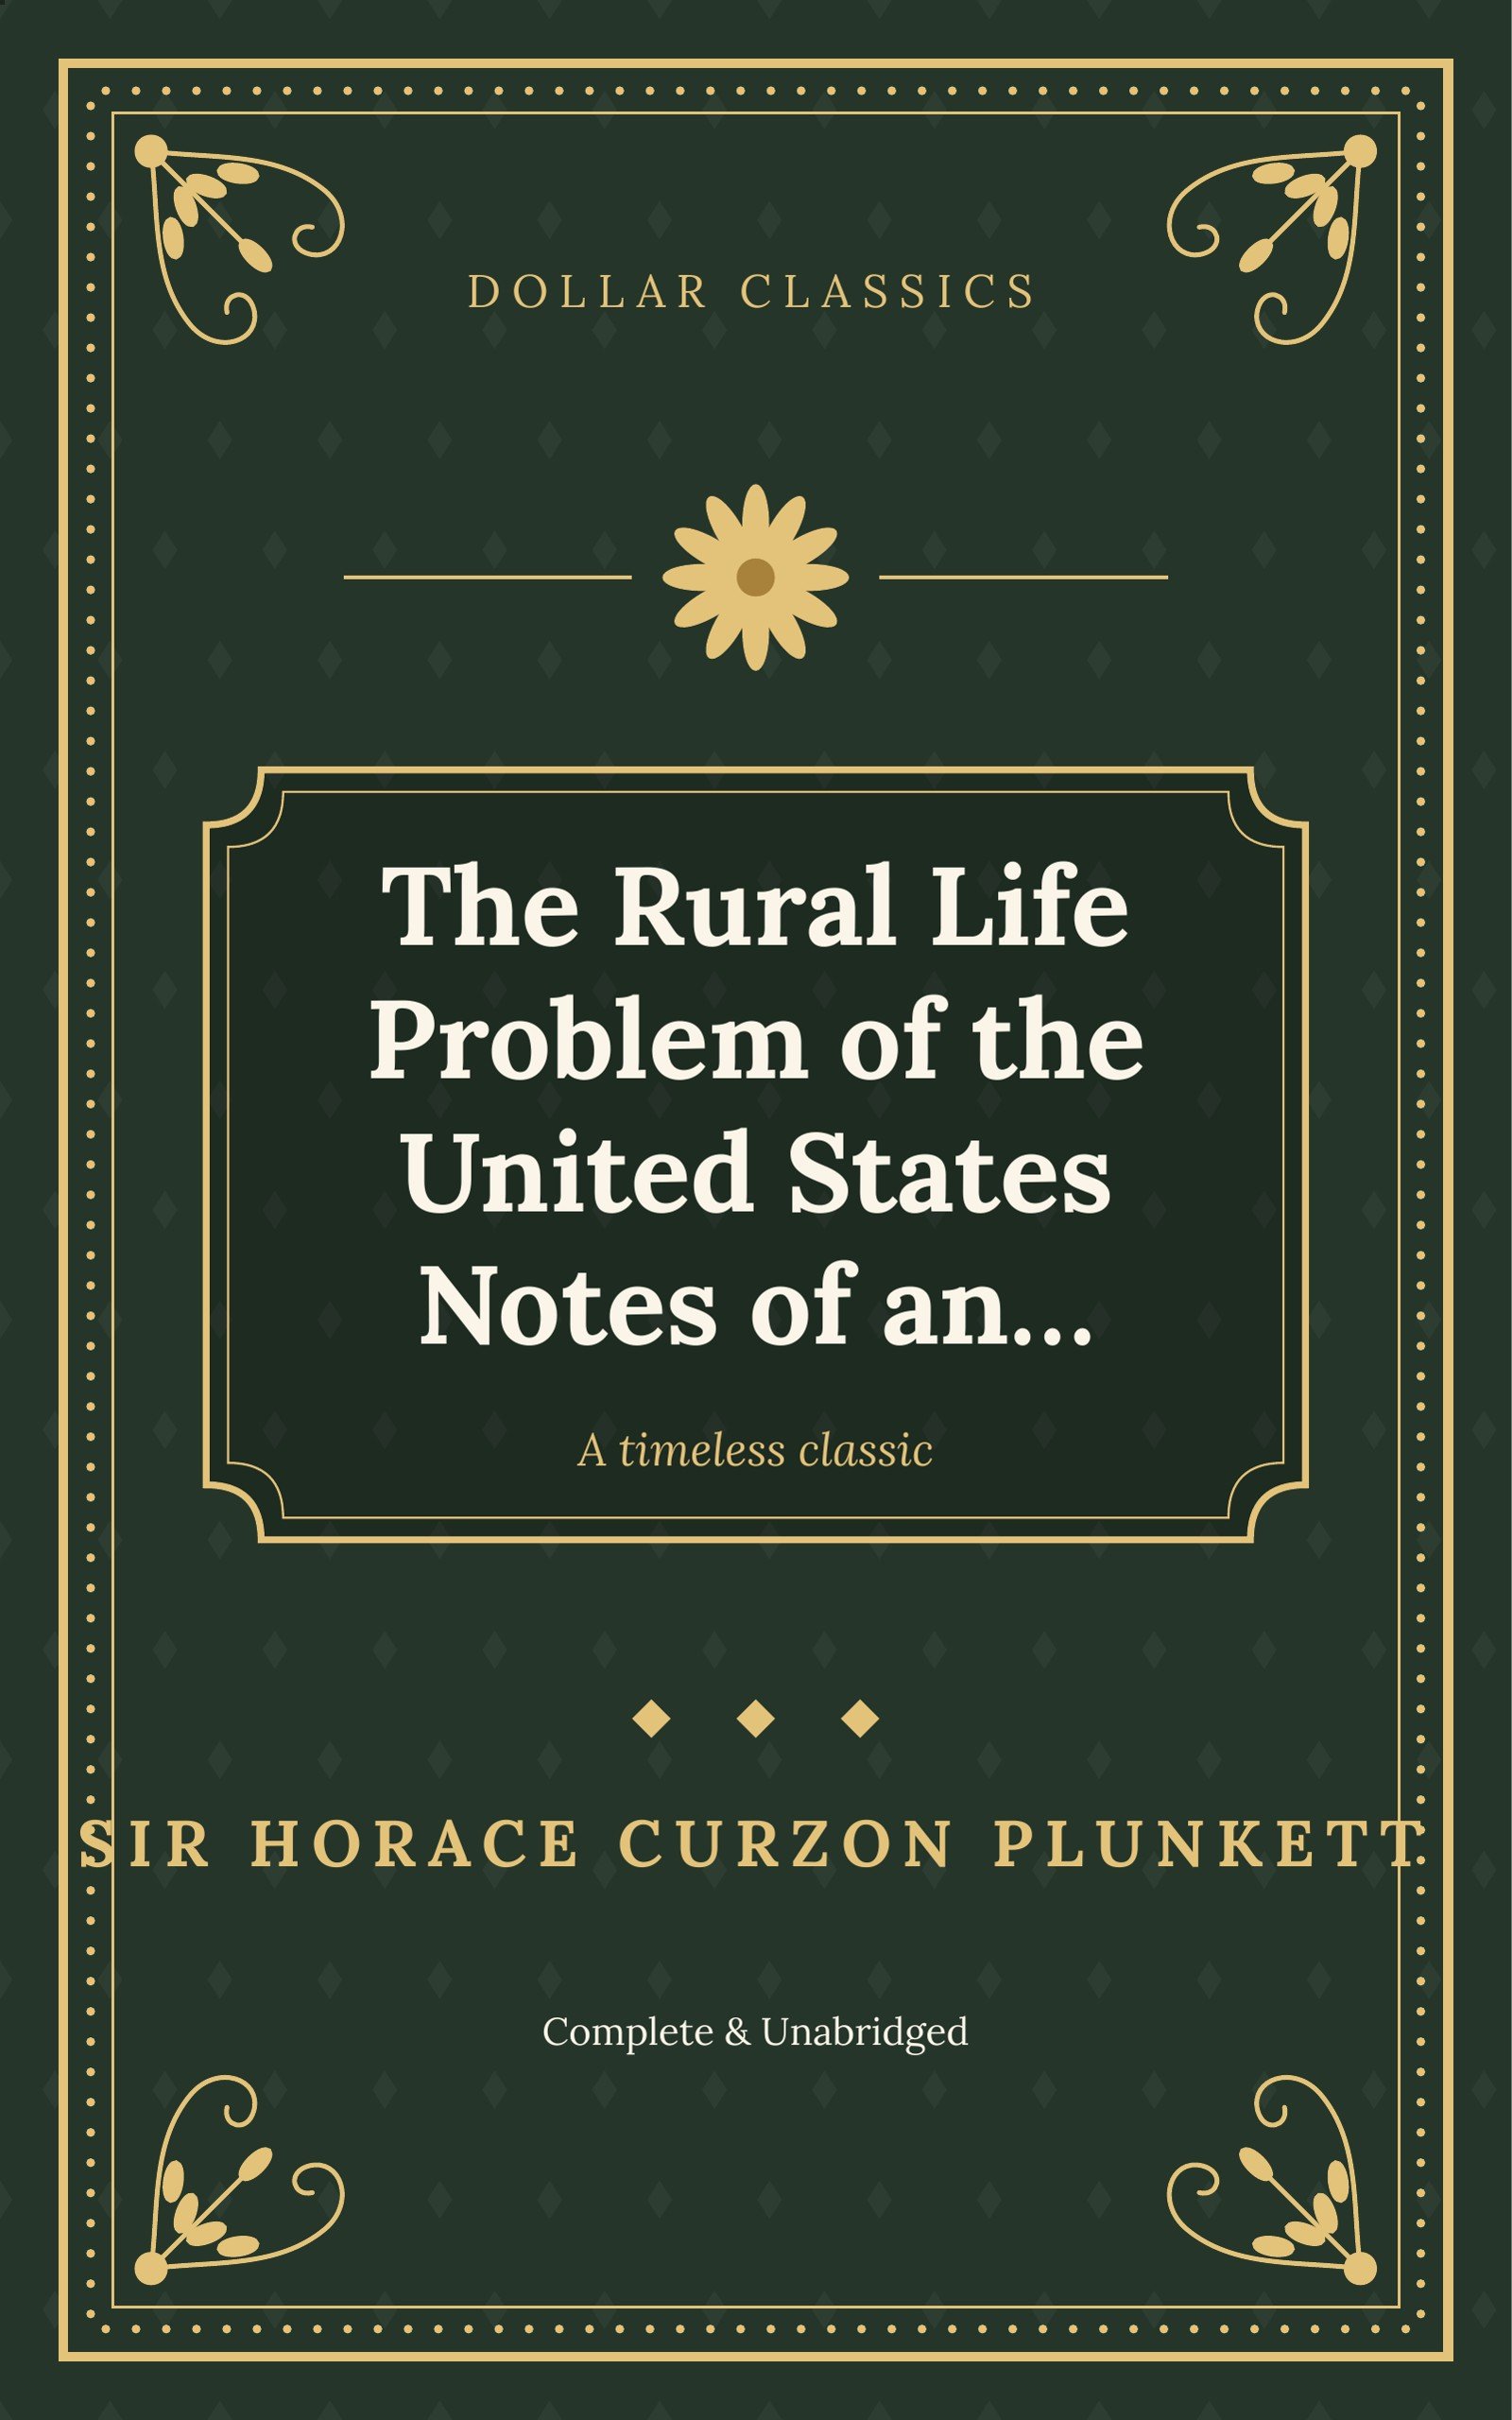 DOLLAR CLASSICS
The Rural Life
Problem of the
United States
Notes of an...
A timeless classic
SIR HORACE CURZON PLUNKETT
Complete & Unabridged